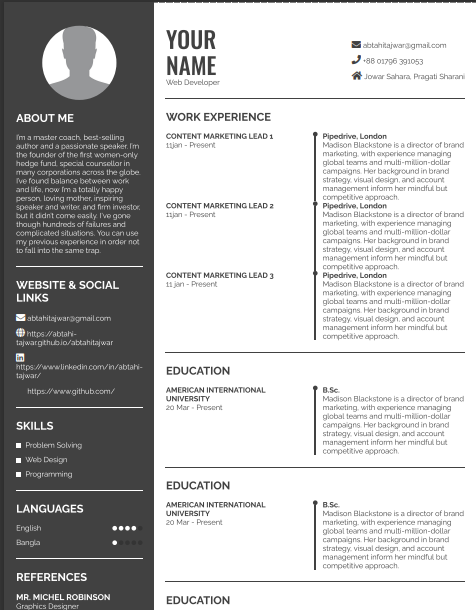 ABOUT ME
I'm a master coach, best-selling
author and a passionate speaker. I'm
the founder of the first women-only
hedge fund, special counsellor in
many corporations across the globe.
I've found balance between work
and life, now I'm a totally happy
person, loving mother, inspiring
speaker and writer, and firm investor,
but it didn't come easily. I've gone
though hundreds of failures and
complicated situations. You can use
my previous experience in order not
to fall into the same trap.
WEBSITE & SOCIAL
LINKS
abtahitajwar@gmail.com
https://abtahi-
tajwar.github.io/abtahitajwar
https://www.linkedin.com/in/abtahi-
tajwar/
https://www.github.com/
SKILLS
Problem Solving
Web Design
Programming
LANGUAGES
English
Bangla
REFERENCES
MR. MICHEL ROBINSON
Graphics Designer
YOUR
NAME
Web Developer
abtahitajwar@gmail.com
+88 01796 391053
Jowar Sahara, Pragati Sharani
WORK EXPERIENCE
CONTENT MARKETING LEAD 1
11jan - Present
Pipedrive, London
Madison Blackstone is a director of brand
marketing, with experience managing
global teams and multi-million-dollar
campaigns. Her background in brand
strategy, visual design, and account
management inform her mindful but
competitive approach.
CONTENT MARKETING LEAD 2
11jan - Present
Pipedrive, London
Madison Blackstone is a director of brand
marketing, with experience managing
global teams and multi-million-dollar
campaigns. Her background in brand
strategy, visual design, and account
management inform her mindful but
competitive approach.
CONTENT MARKETING LEAD 3
11 jan - Present
Pipedrive, London
Madison Blackstone is a director of brand
marketing, with experience managing
global teams and multi-million-dollar
campaigns. Her background in brand
strategy, visual design, and account
management inform her mindful but
competitive approach.
EDUCATION
AMERICAN INTERNATIONAL
UNIVERSITY
20 Mar - Present
B.Sc.
Madison Blackstone is a director of brand
marketing, with experience managing
global teams and multi-million-dollar
campaigns. Her background in brand
strategy, visual design, and account
management inform her mindful but
competitive approach.
EDUCATION
AMERICAN INTERNATIONAL
UNIVERSITY
20 Mar - Present
B.Sc.
Madison Blackstone is a director of brand
marketing, with experience managing
global teams and multi-million-dollar
campaigns. Her background in brand
strategy, visual design, and account
management inform her mindful but
competitive approach.
EDUCATION